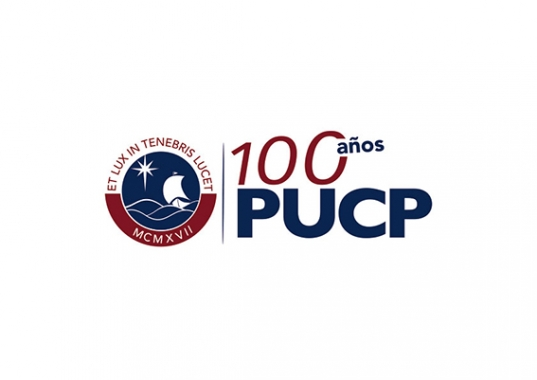 ET LUX IN TENEBRIS LUCET
MCMXVII
100 años
PUCP